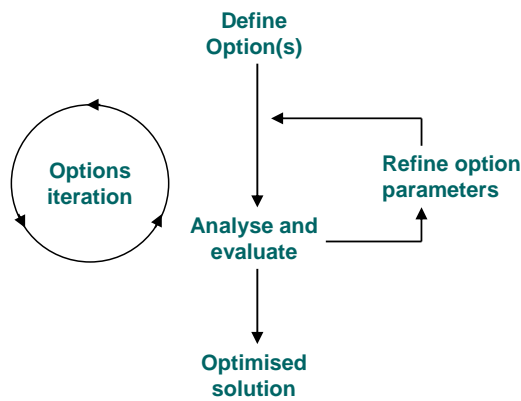 Define
Option(s)
Options
iteration
Refine option
parameters
Analyse and
evaluate
Optimised
solution